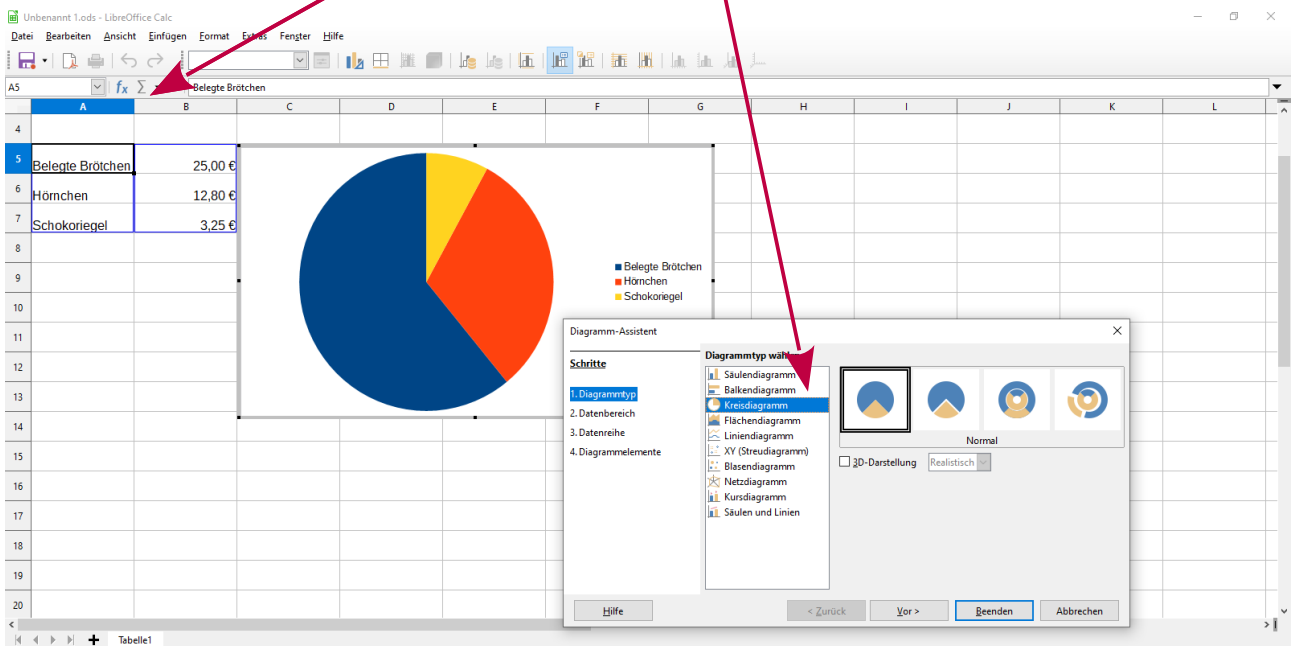 Unbenannt 1.ods - LibreOffice Calc
Datei Bearbeiten Ansicht Einfügen Format Extras Fenster Hilfe
A5 fx Σ Belegte Brötchen
A B C D E F G H I J K L
4
5 Belegte Brötchen 25,00 €
6 Hörnchen 12,80 €
7 Schokoriegel 3,25 €
8
9
10
11
12
13
14
15
16
17
18
19
20
Belegte Brötchen
Hörnchen
Schokoriegel
Diagramm-Assistent
Schritte
1. Diagrammtyp
2. Datenbereich
3. Datenreihe
4. Diagrammelemente
Diagrammtyp wählen
Säulendiagramm
Balkendiagramm
Kreisdiagramm
Flächendiagramm
Liniendiagramm
XY (Streudiagramm)
Blasendiagramm
Netzdiagramm
Kursdiagramm
Säulen und Linien
Normal
3D-Darstellung Realistisch
Hilfe < Zurück Vor > Beenden Abbrechen
Tabelle1